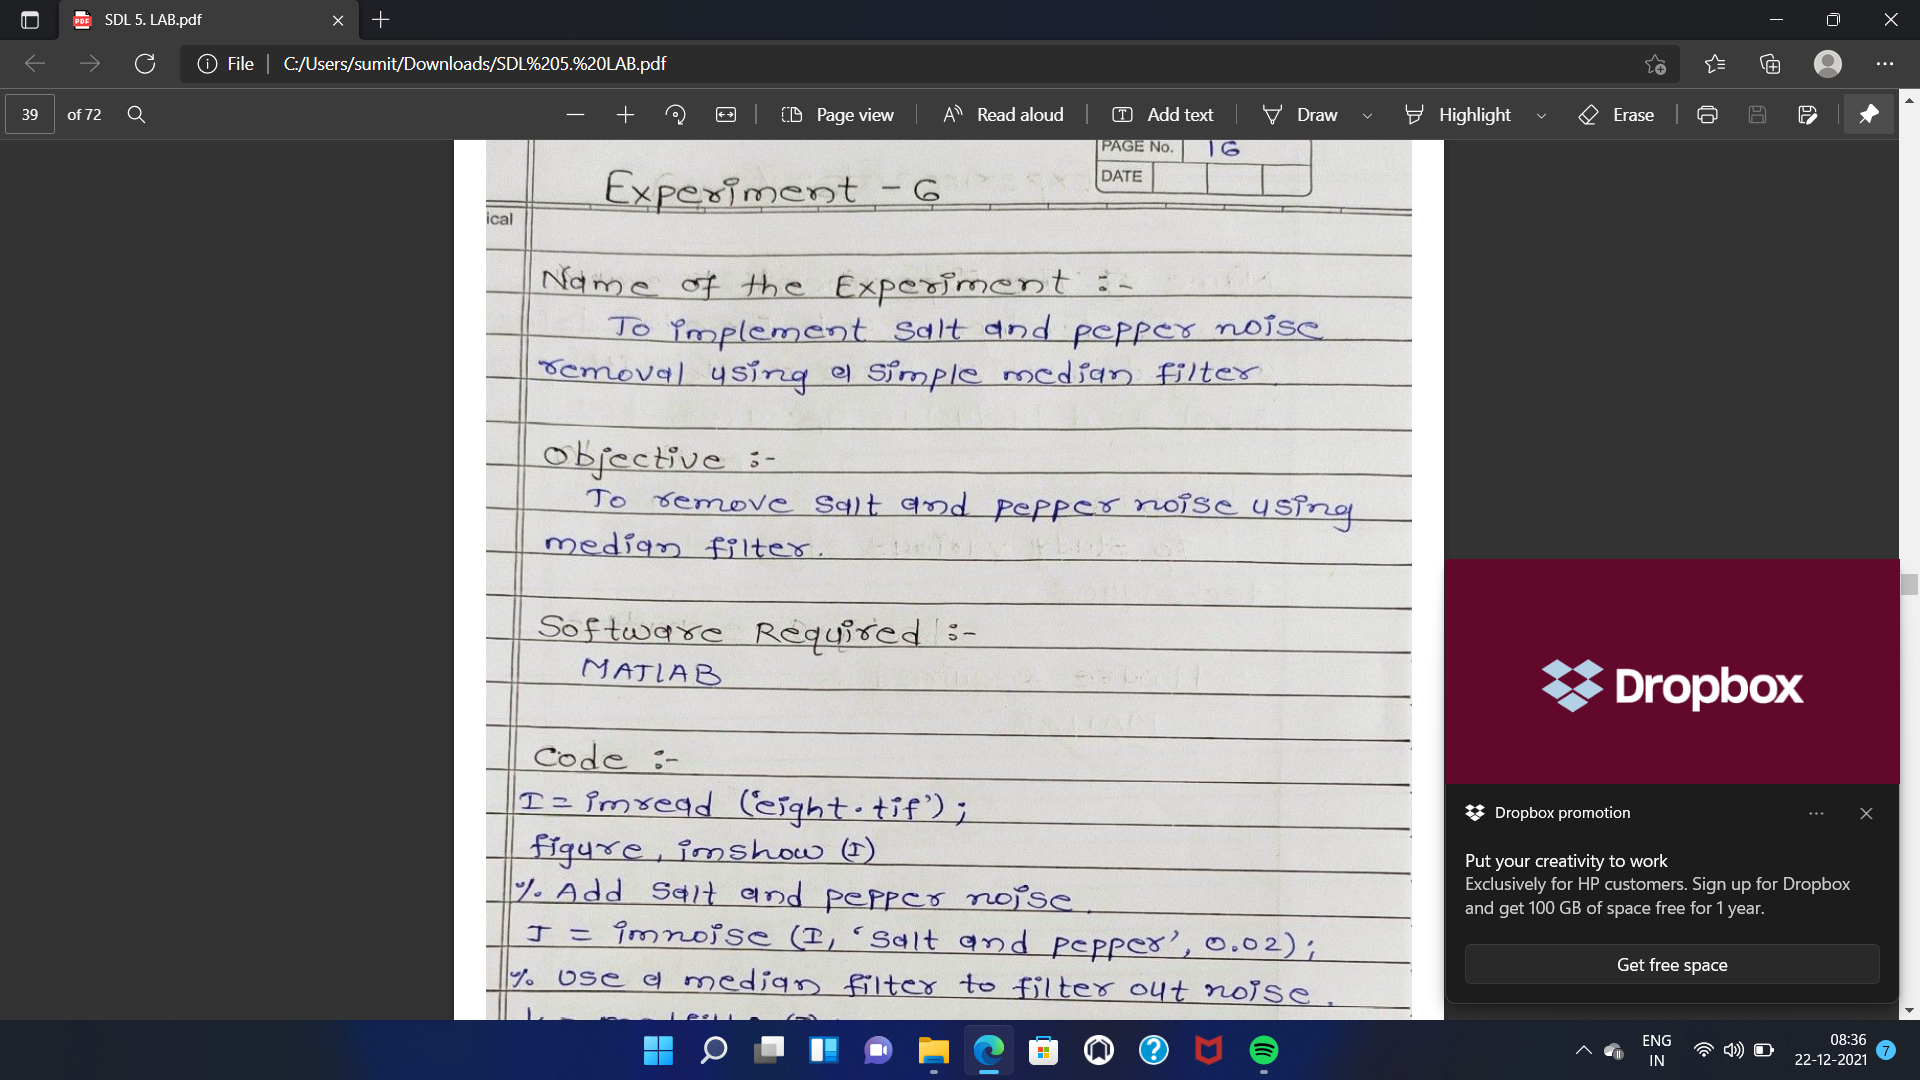 SDL 5. LAB.pdf
File C:/Users/sumit/Downloads/SDL%205.%20LAB.pdf
39 of 72 Page view Read aloud Add text Draw Highlight Erase
PAGE No. 16
DATE
Experiment - 6
ical
Name of the Experiment :-
To implement salt and pepper noise
removal using a simple median filter.
Objective :-
To remove salt and pepper noise using
median filter.
Software Required :-
MATLAB
Code :-
I = imread ('eight.tif');
figure, imshow (I)
% Add salt and pepper noise.
J = imnoise (I, 'salt and pepper', 0.02);
% Use a median filter to filter out noise.
Dropbox
Dropbox promotion
Put your creativity to work
Exclusively for HP customers. Sign up for Dropbox
and get 100 GB of space free for 1 year.
Get free space
ENG
IN
08:36
22-12-2021
7